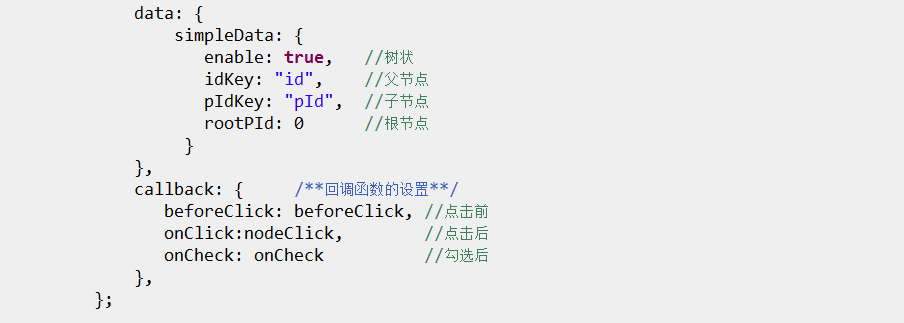 data: {
simpleData: {
enable: true, //树状
idKey: "id", //父节点
pIdKey: "pId", //子节点
rootPId: 0 //根节点
}
},
callback: { /**回调函数的设置**/
beforeClick: beforeClick, //点击前
onClick:nodeClick, //点击后
onCheck: onCheck //勾选后
},
};